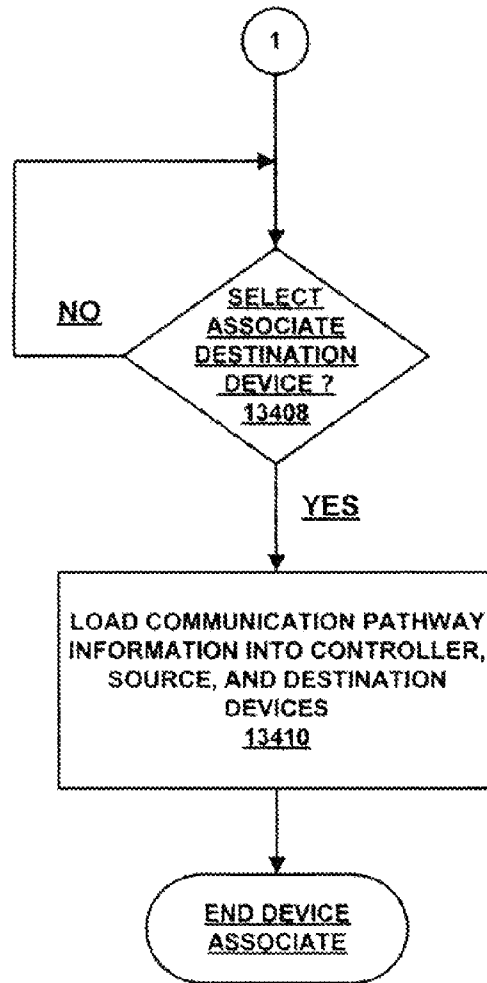 1
NO
SELECT
ASSOCIATE
DESTINATION
DEVICE ?
13408
YES
LOAD COMMUNICATION PATHWAY
INFORMATION INTO CONTROLLER,
SOURCE, AND DESTINATION
DEVICES
13410
END DEVICE
ASSOCIATE